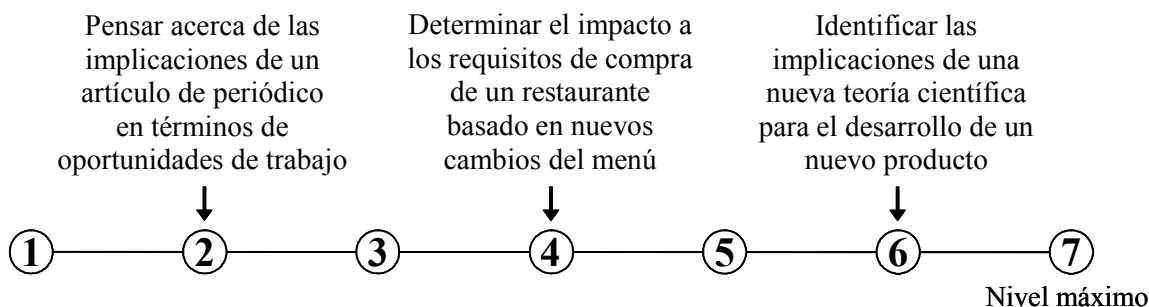 Pensar acerca de las
implicaciones de un
artículo de periódico
en términos de
oportunidades de trabajo
Determinar el impacto a
los requisitos de compra
de un restaurante
basado en nuevos
cambios del menú
Identificar las
implicaciones de una
nueva teoría científica
para el desarrollo de un
nuevo producto
1 2 3 4 5 6 7
Nivel máximo